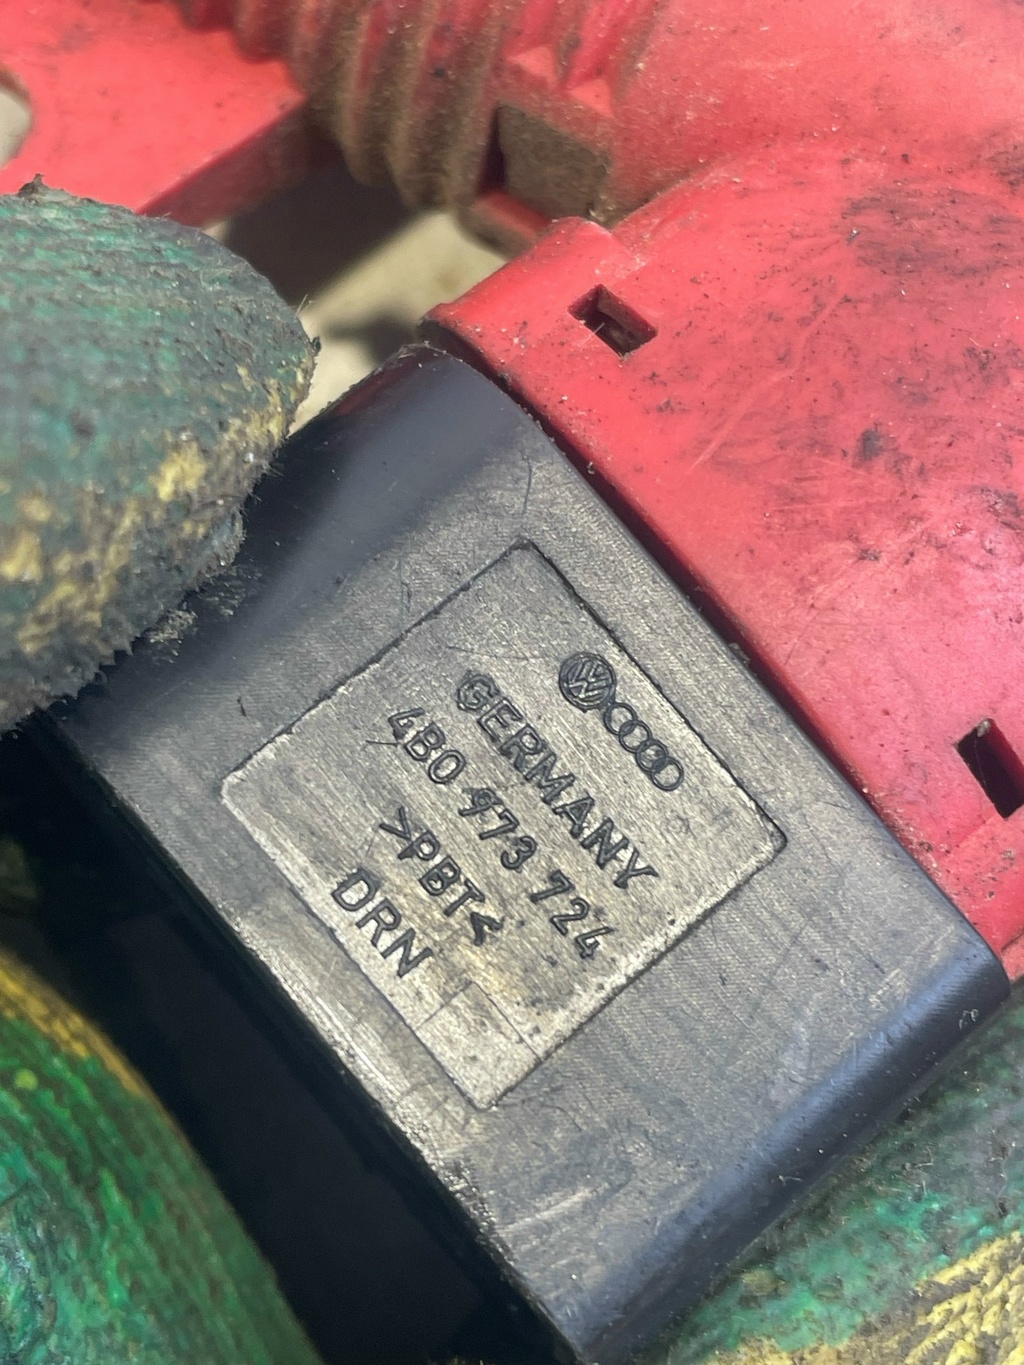 GERMANY
4B0 973 724
>PBT<
DRN